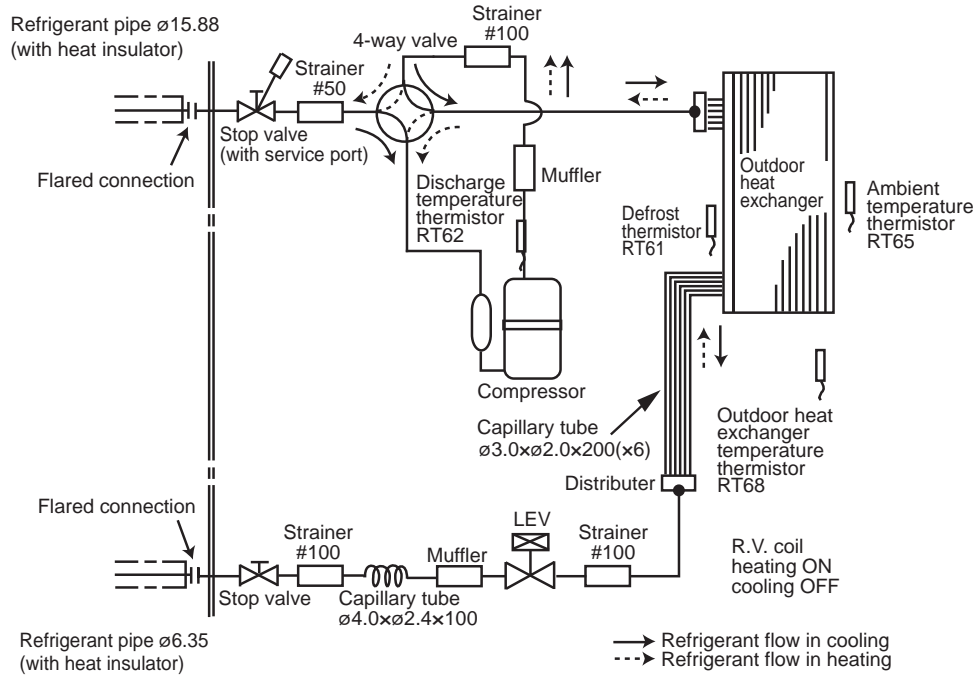 Refrigerant pipe ø15.88
(with heat insulator)
4-way valve
Strainer
#100
Strainer
#50
Stop valve
(with service port)
Flared connection
Discharge
temperature
thermistor
RT62
Muffler
Outdoor
heat
exchanger
Defrost
thermistor
RT61
Ambient
temperature
thermistor
RT65
Compressor
Capillary tube
ø3.0×ø2.0×200(×6)
Outdoor heat
exchanger
temperature
thermistor
RT68
Distributer
Flared connection
Strainer
#100
Muffler
LEV
Strainer
#100
R.V. coil
heating ON
cooling OFF
Stop valve
Capillary tube
ø4.0×ø2.4×100
Refrigerant pipe ø6.35
(with heat insulator)
Refrigerant flow in cooling
Refrigerant flow in heating